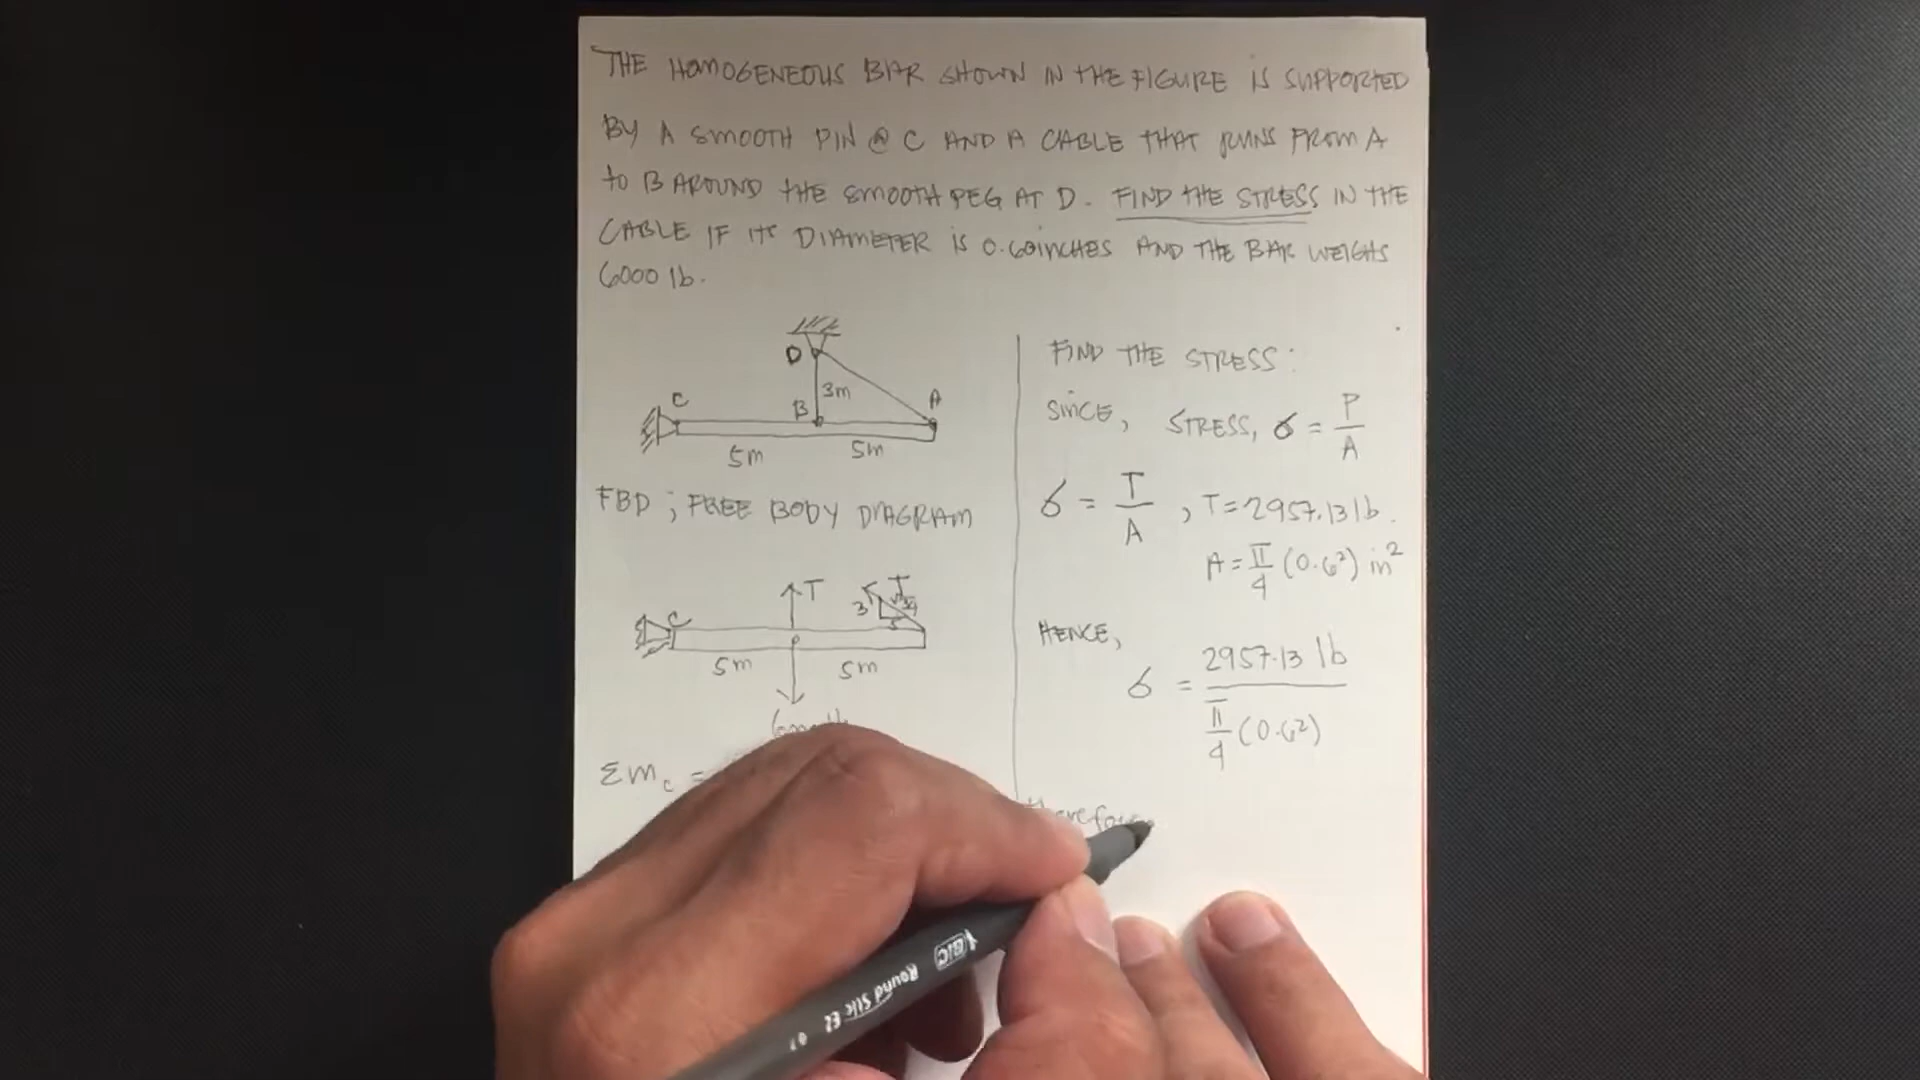 THE HOMOGENEOUS BAR SHOWN IN THE FIGURE IS SUPPORTED
BY A SMOOTH PIN @ C AND A CABLE THAT RUNS FROM A
TO B AROUND THE SMOOTH PEG AT D. FIND THE STRESS IN THE
CABLE IF ITS DIAMETER IS 0.60 INCHES AND THE BAR WEIGHS
6000 lb.
D
3m
C
B
A
5m
5m
FBD ; FREE BODY DIAGRAM
T
T
3
√34
5
C
5m
5m
ΣM_C =
FIND THE STRESS:
SINCE, STRESS, σ = P/A
σ = T/A , T = 2957.13 lb.
A = π/4 (0.6²) in²
HENCE,
σ = 2957.13 lb / π/4 (0.6²)
BIC Round Stic